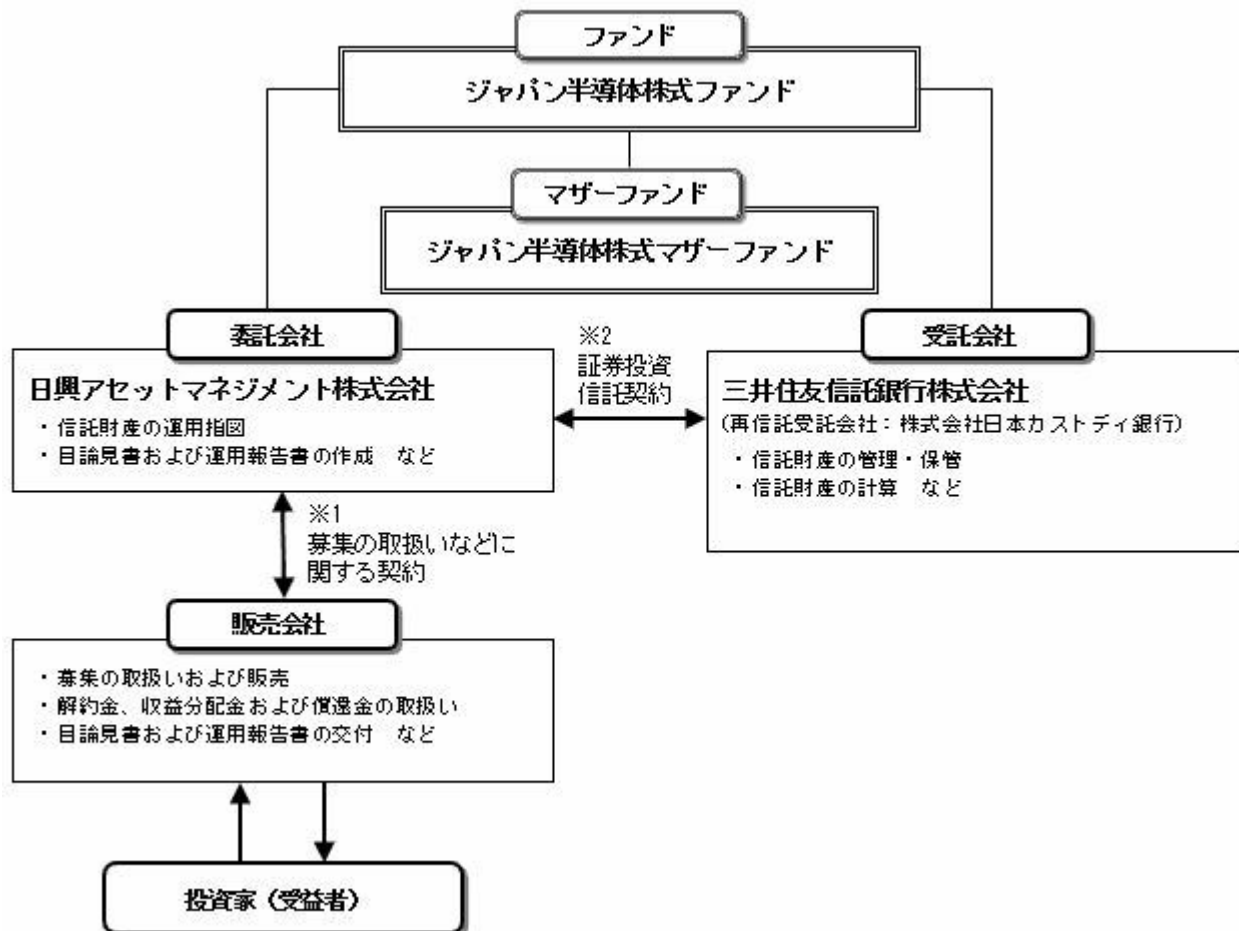 ファンド
ジャパン半導体株式ファンド
マザーファンド
ジャパン半導体株式マザーファンド
委託会社
日興アセットマネジメント株式会社
・信託財産の運用指図
・目論見書および運用報告書の作成　など
※2
証券投資
信託契約
受託会社
三井住友信託銀行株式会社
(再信託受託会社：株式会社日本カストディ銀行)
・信託財産の管理・保管
・信託財産の計算　など
※1
募集の取扱いなどに
関する契約
販売会社
・募集の取扱いおよび販売
・解約金、収益分配金および償還金の取扱い
・目論見書および運用報告書の交付　など
投資家（受益者）